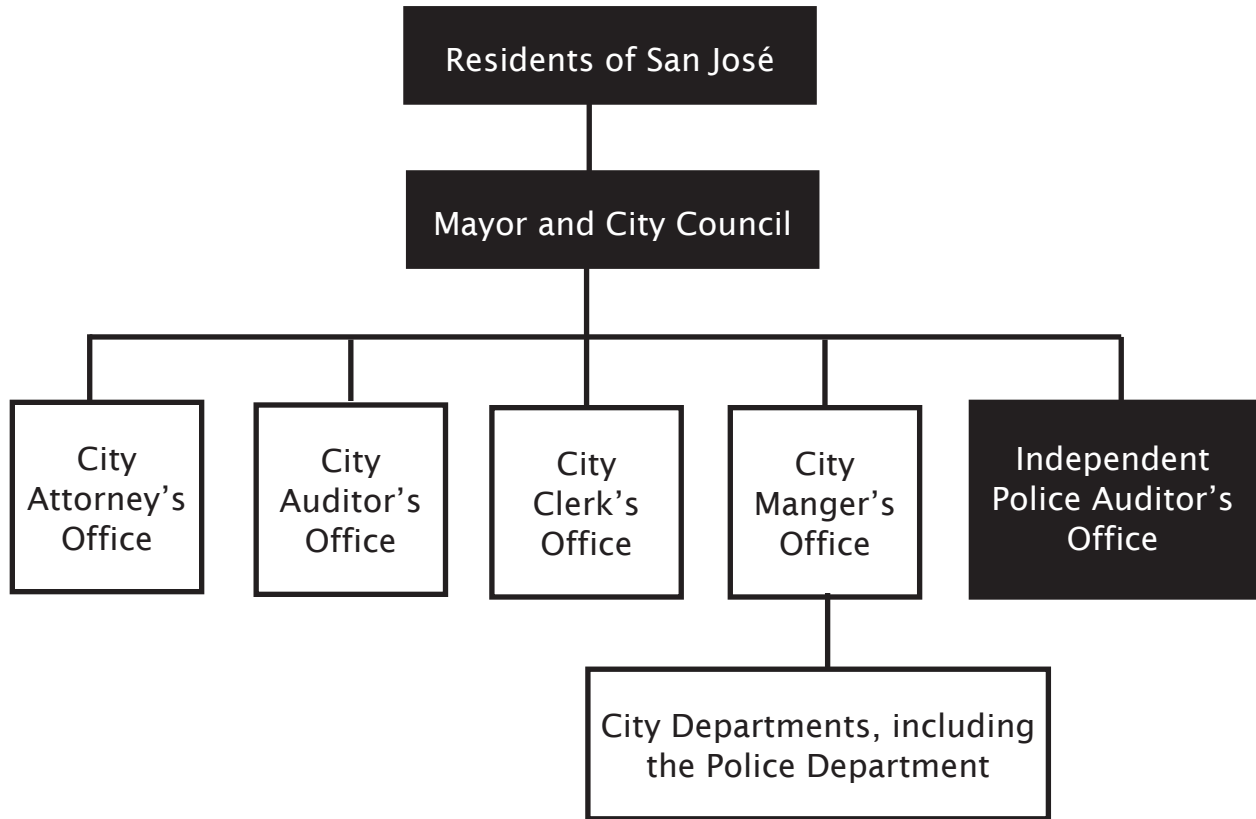 Residents of San José
Mayor and City Council
City
Attorney’s
Office
City
Auditor’s
Office
City
Clerk’s
Office
City
Manger’s
Office
Independent
Police Auditor’s
Office
City Departments, including
the Police Department